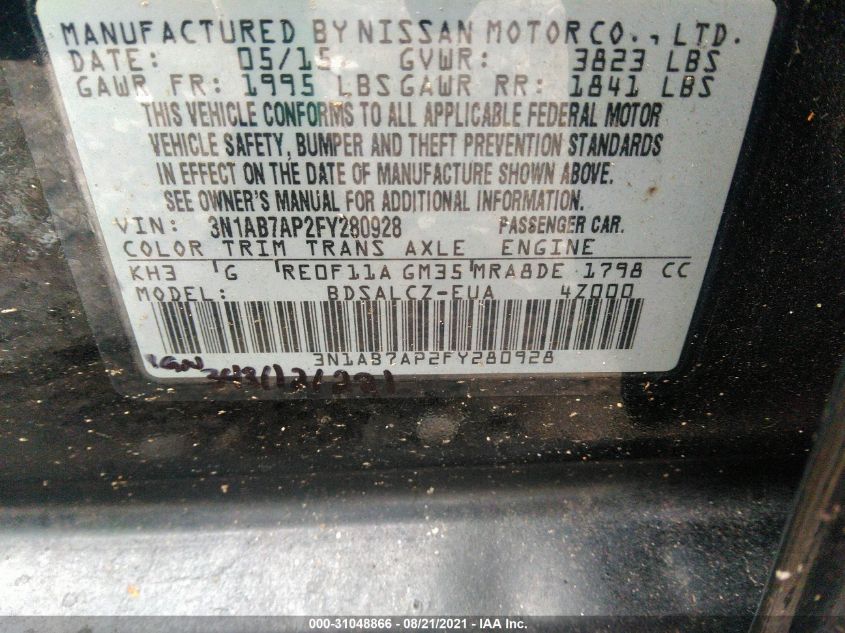 MANUFACTURED BY NISSAN MOTOR CO., LTD.
DATE: 05/15 GVWR: 3823 LBS
GAWR FR: 1995 LBS GAWR RR: 1841 LBS
THIS VEHICLE CONFORMS TO ALL APPLICABLE FEDERAL MOTOR
VEHICLE SAFETY, BUMPER AND THEFT PREVENTION STANDARDS
IN EFFECT ON THE DATE OF MANUFACTURE SHOWN ABOVE.
SEE OWNER'S MANUAL FOR ADDITIONAL INFORMATION.
VIN: 3N1AB7AP2FY280928 PASSENGER CAR.
COLOR TRIM TRANS AXLE ENGINE
KH3 G RE0F11A GM35 MRA8DE 1798 CC
MODEL: BDSALCZ-EUA 4Z000
3N1AB7AP2FY280928
000-31048866 - 08/21/2021 - IAA Inc.